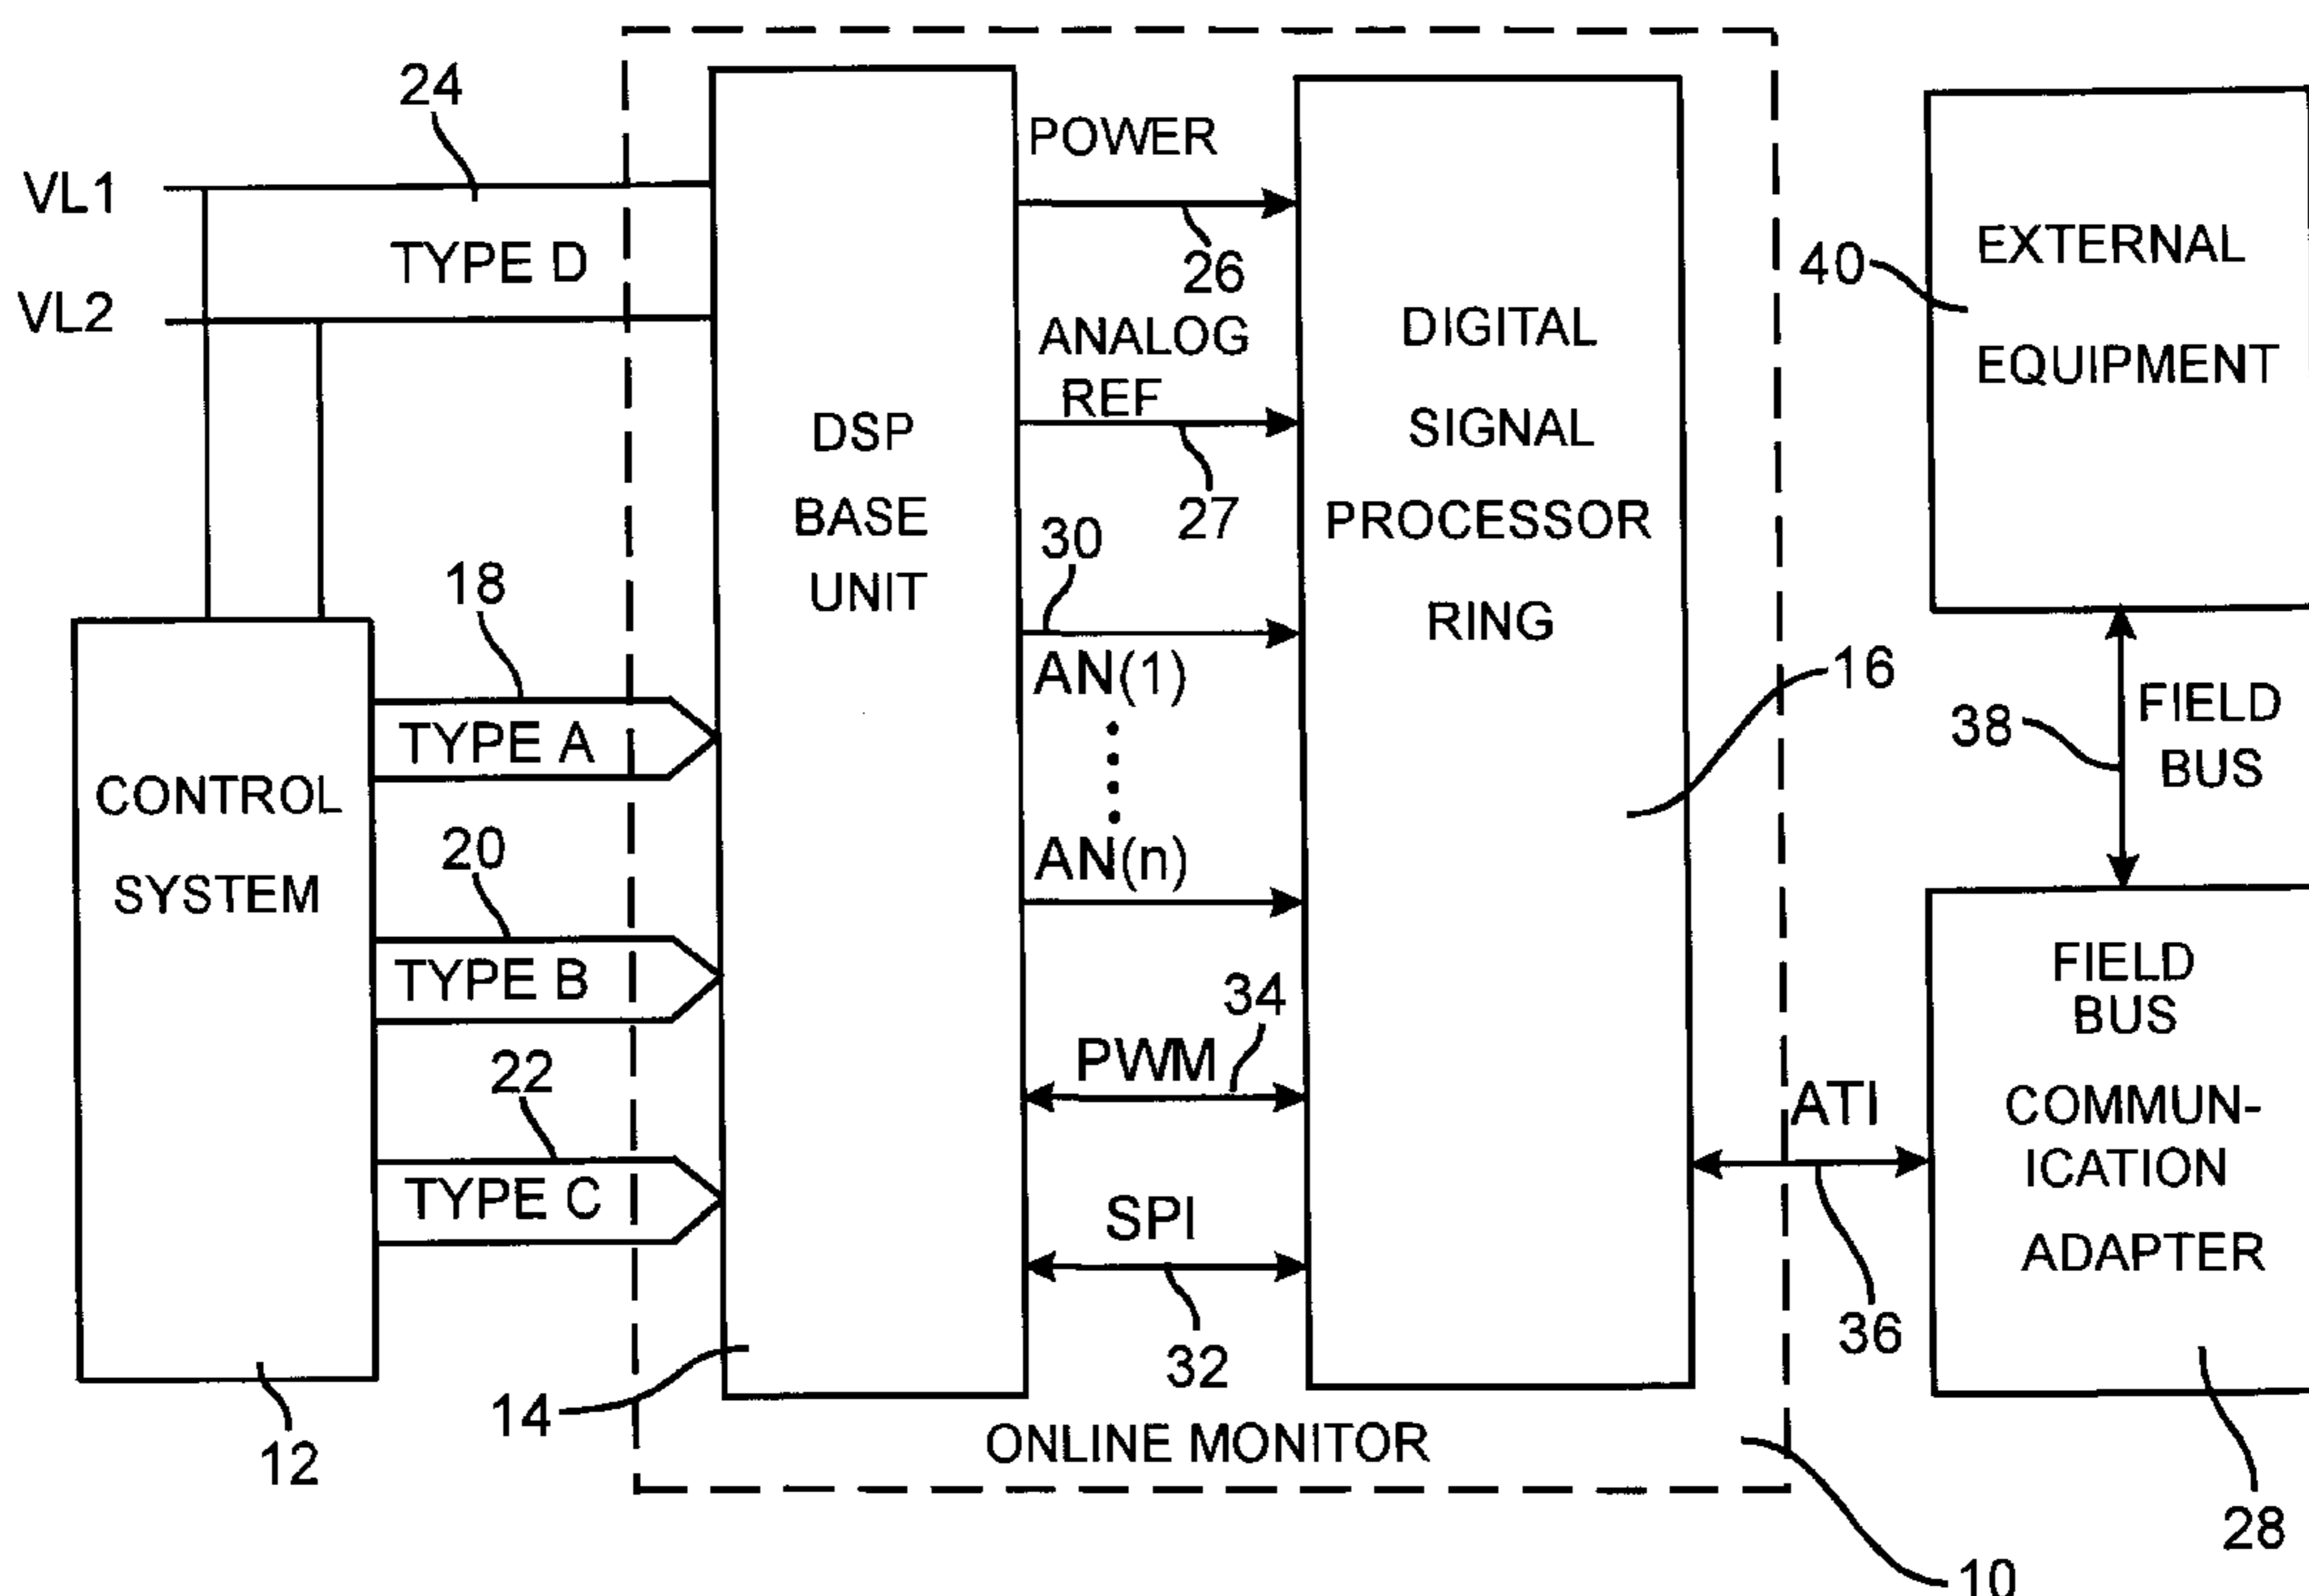 24
VL1
TYPE D
VL2
POWER
26
ANALOG
REF
27
30
AN(1)
AN(n)
34
PWM
SPI
32
DSP
BASE
UNIT
DIGITAL
SIGNAL
PROCESSOR
RING
16
18
TYPE A
20
TYPE B
22
TYPE C
CONTROL
SYSTEM
12
14
ONLINE MONITOR
10
40
EXTERNAL
EQUIPMENT
38
FIELD
BUS
ATI
36
FIELD
BUS
COMMUN-
ICATION
ADAPTER
28